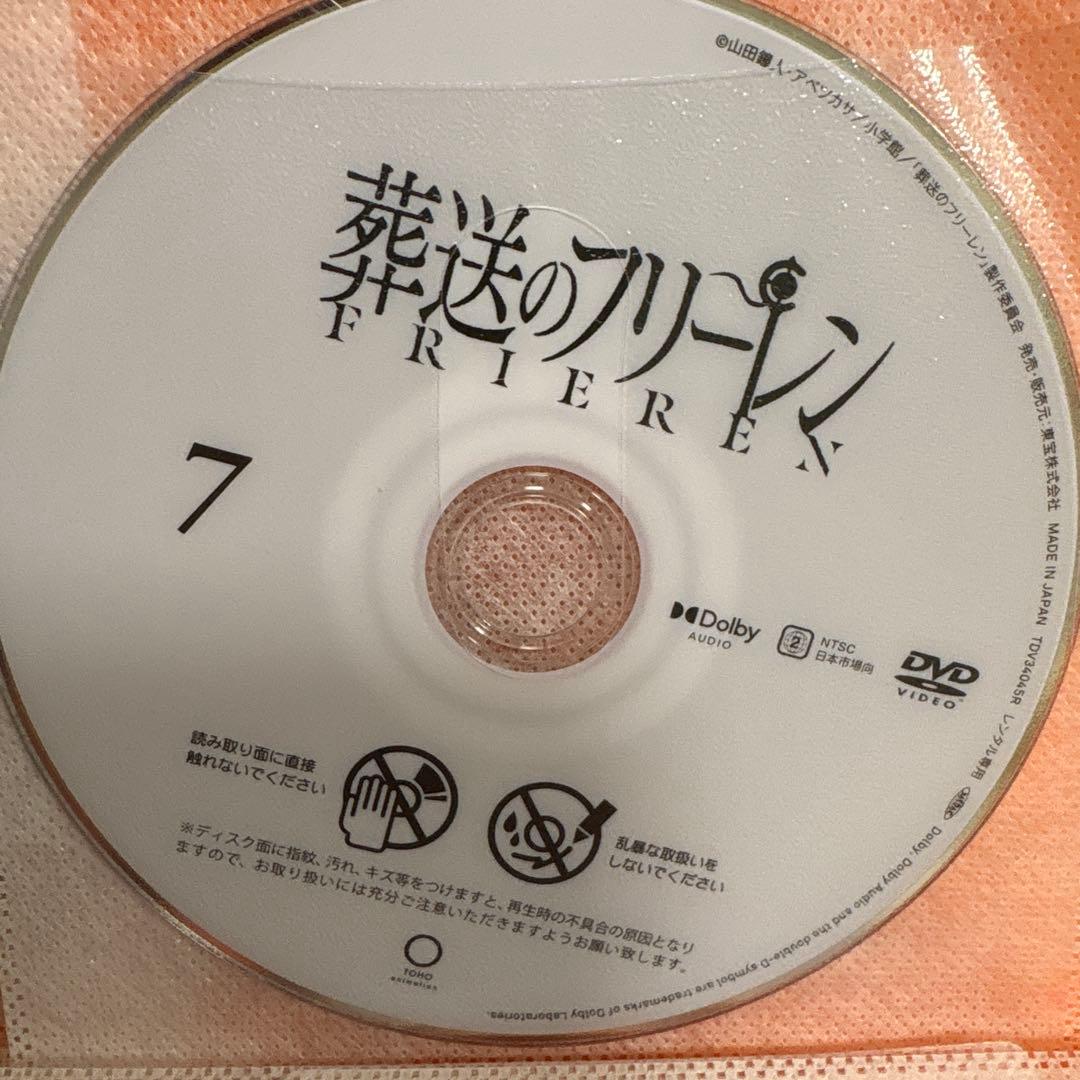 ©山田鐘人・アベツカサ／小学館／「葬送のフリーレン」製作委員会 発売・販売元：東宝株式会社 MADE IN JAPAN TDV34045R レンタル専用
葬送のフリーレン
FRIEREN
7
Dolby
AUDIO
2
NTSC
日本市場向
DVD
VIDEO
読み取り面に直接
触れないでください
乱暴な取扱いを
しないでください
※ディスク面に指紋、汚れ、キズ等をつけますと、再生時の不具合の原因となり
ますので、お取り扱いには充分ご注意いただきますようお願い致します。
TOHO
animation
Dolby, Dolby Audio and the double-D symbol are trademarks of Dolby Laboratories.